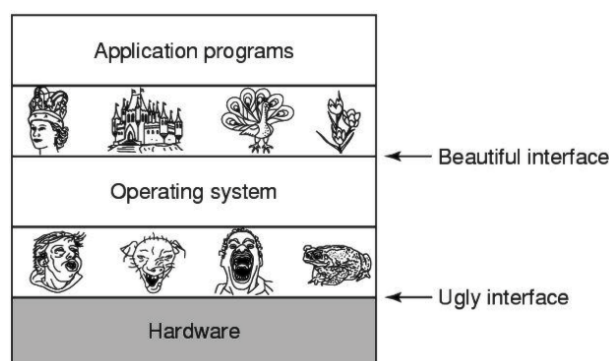 Application programs
Beautiful interface
Operating system
Ugly interface
Hardware